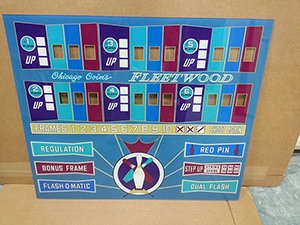 1 UP 3 UP 5 UP
Chicago Coin's FLEETWOOD
2 UP 4 UP 6 UP
FRAMES 1 2 3 4 5 6 7 8 9 10
REGULATION
RED PIN
BONUS FRAME
STEP UP
FLASH O MATIC
DUAL FLASH